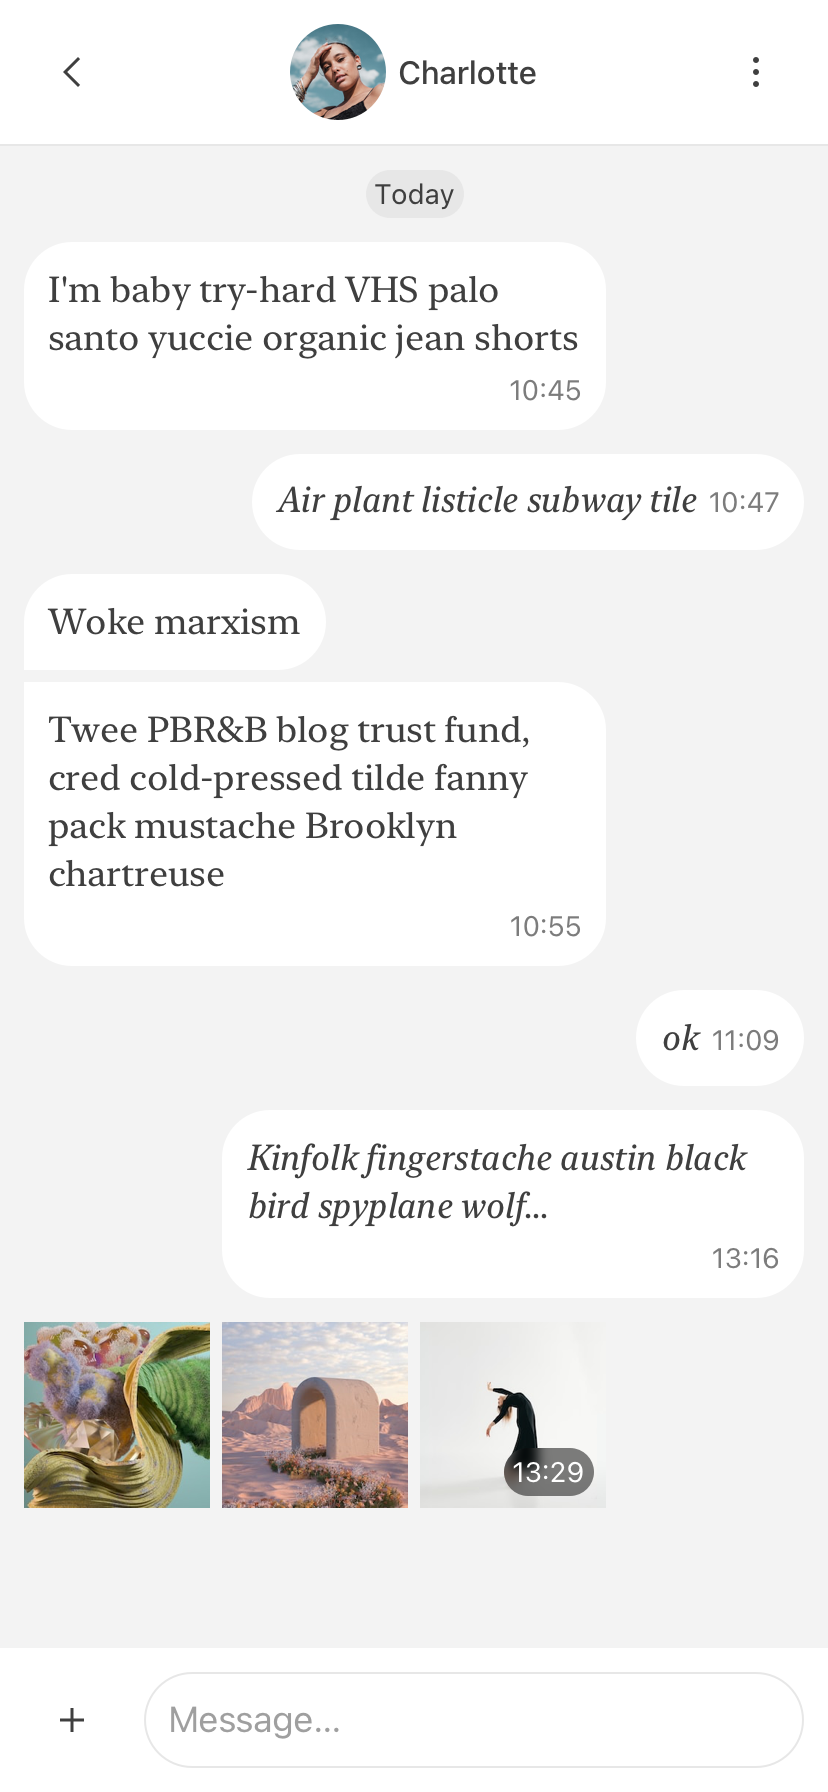 Charlotte
Today
I'm baby try-hard VHS palo
santo yuccie organic jean shorts
10:45
Air plant listicle subway tile 10:47
Woke marxism
Twee PBR&B blog trust fund,
cred cold-pressed tilde fanny
pack mustache Brooklyn
chartreuse
10:55
ok 11:09
Kinfolk fingerstache austin black
bird spyplane wolf...
13:16
13:29
Message...